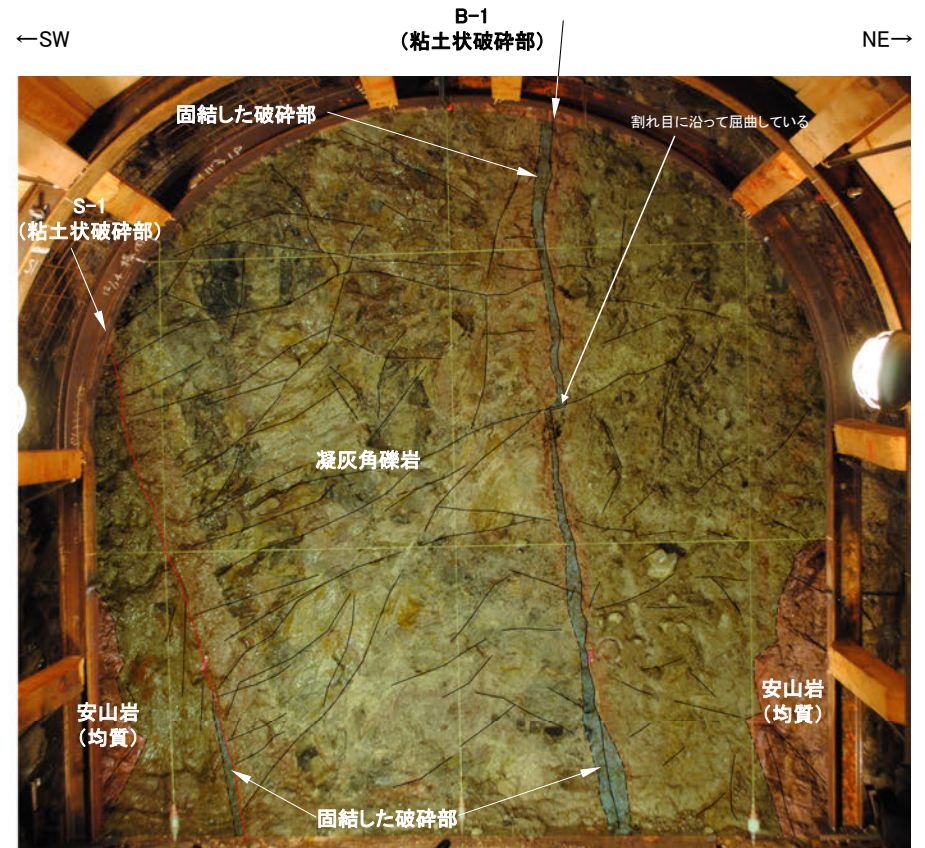 B-1
(粘土状破砕部)
←SW
NE→
固結した破砕部
割れ目に沿って屈曲している
S-1
(粘土状破砕部)
凝灰角礫岩
安山岩
(均質)
安山岩
(均質)
固結した破砕部